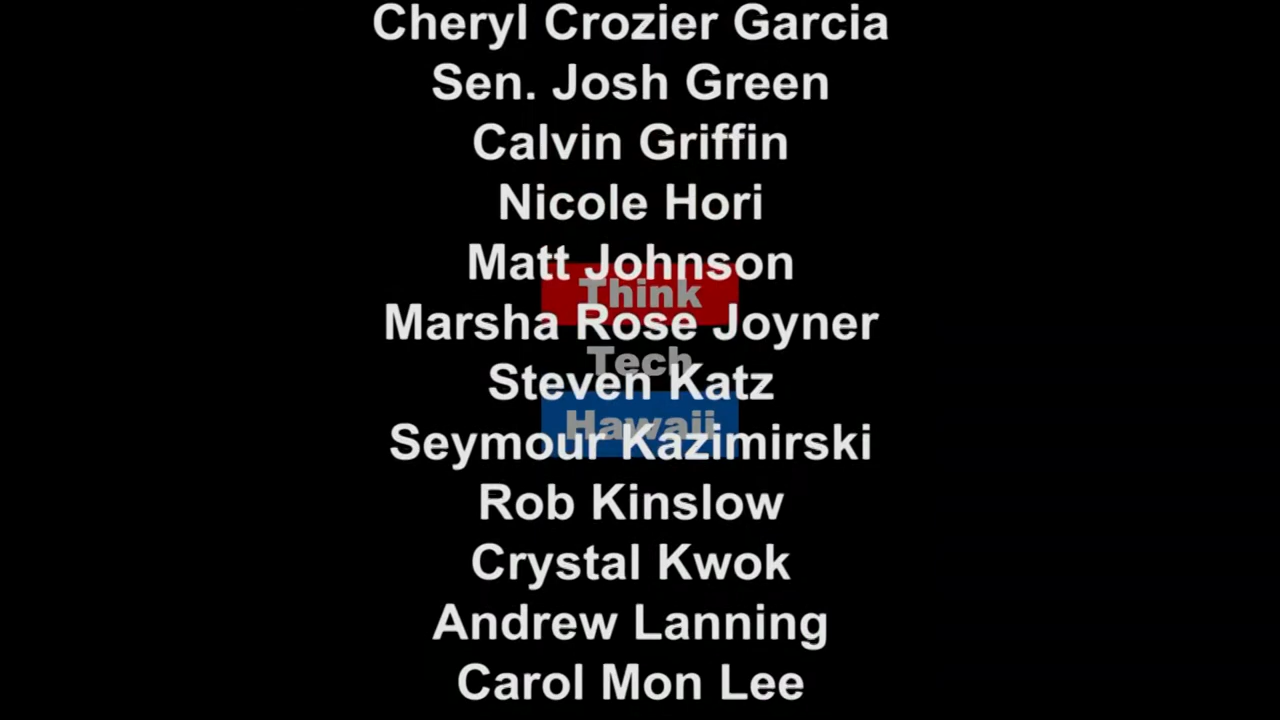 Cheryl Crozier Garcia
Sen. Josh Green
Calvin Griffin
Nicole Hori
Matt Johnson
Think
Marsha Rose Joyner
Tech
Steven Katz
Hawaii
Seymour Kazimirski
Rob Kinslow
Crystal Kwok
Andrew Lanning
Carol Mon Lee